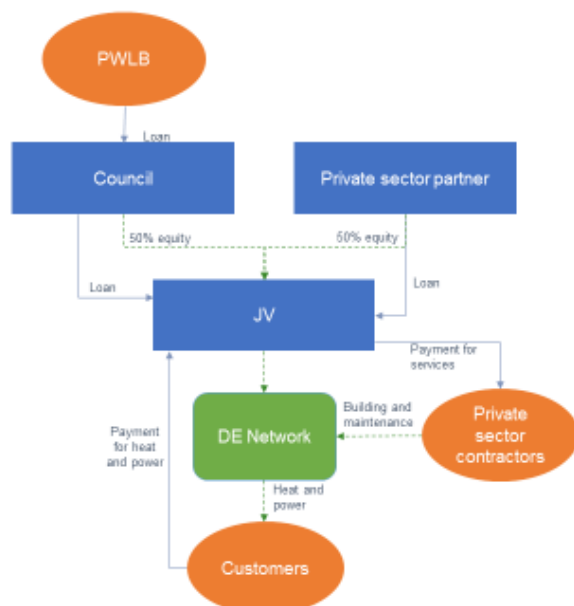 PWLB
Loan
Council
Private sector partner
50% equity
50% equity
Loan
Loan
JV
Payment for
services
Building and
maintenance
Private
sector
contractors
DE Network
Payment
for heat
and power
Heat and
power
Customers